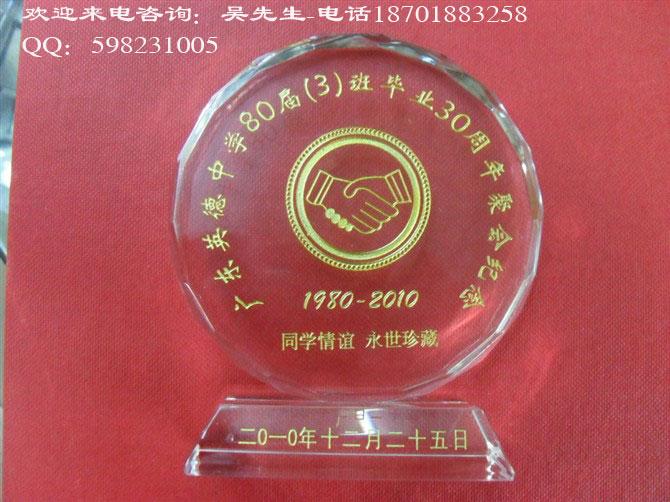 欢迎来电咨询：吴先生-电话18701883258
QQ：598231005
广东英德中学80届(3)班毕业30周年聚会纪念
1980-2010
同学情谊 永世珍藏
二0一0年十二月二十五日